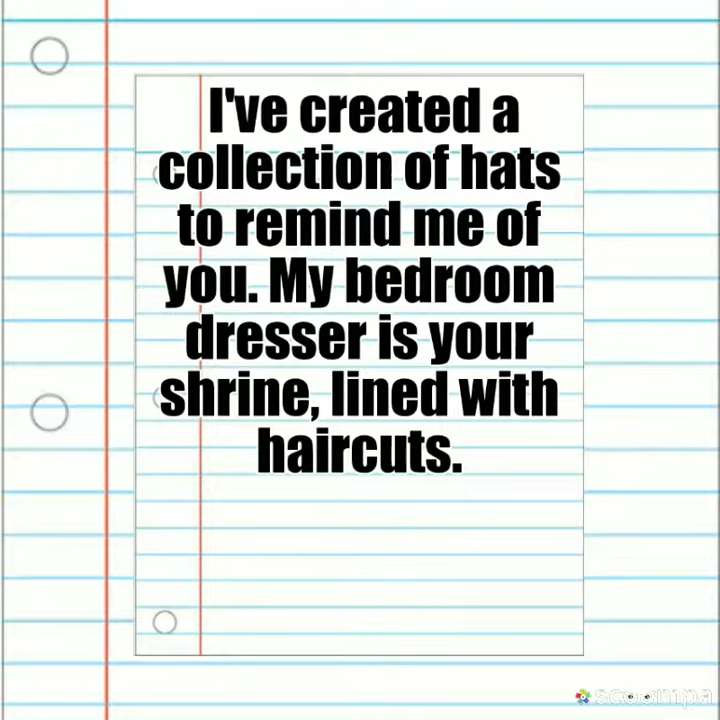 I've created a
collection of hats
to remind me of
you. My bedroom
dresser is your
shrine, lined with
haircuts.
scoompa